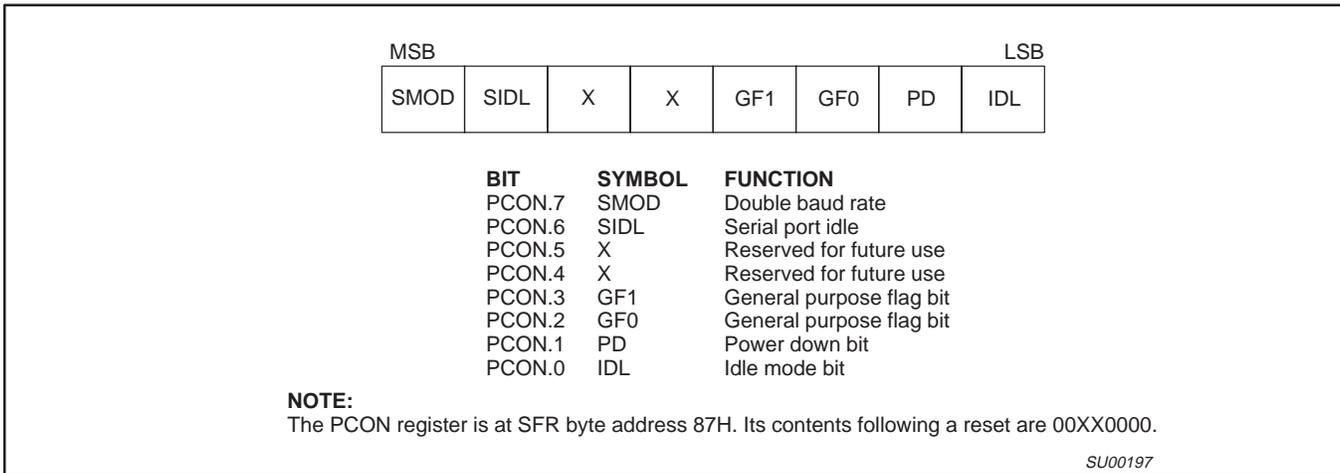 MSB LSB
SMOD SIDL X X GF1 GF0 PD IDL
BIT SYMBOL FUNCTION
PCON.7 SMOD Double baud rate
PCON.6 SIDL Serial port idle
PCON.5 X Reserved for future use
PCON.4 X Reserved for future use
PCON.3 GF1 General purpose flag bit
PCON.2 GF0 General purpose flag bit
PCON.1 PD Power down bit
PCON.0 IDL Idle mode bit
NOTE:
The PCON register is at SFR byte address 87H. Its contents following a reset are 00XX0000.
SU00197